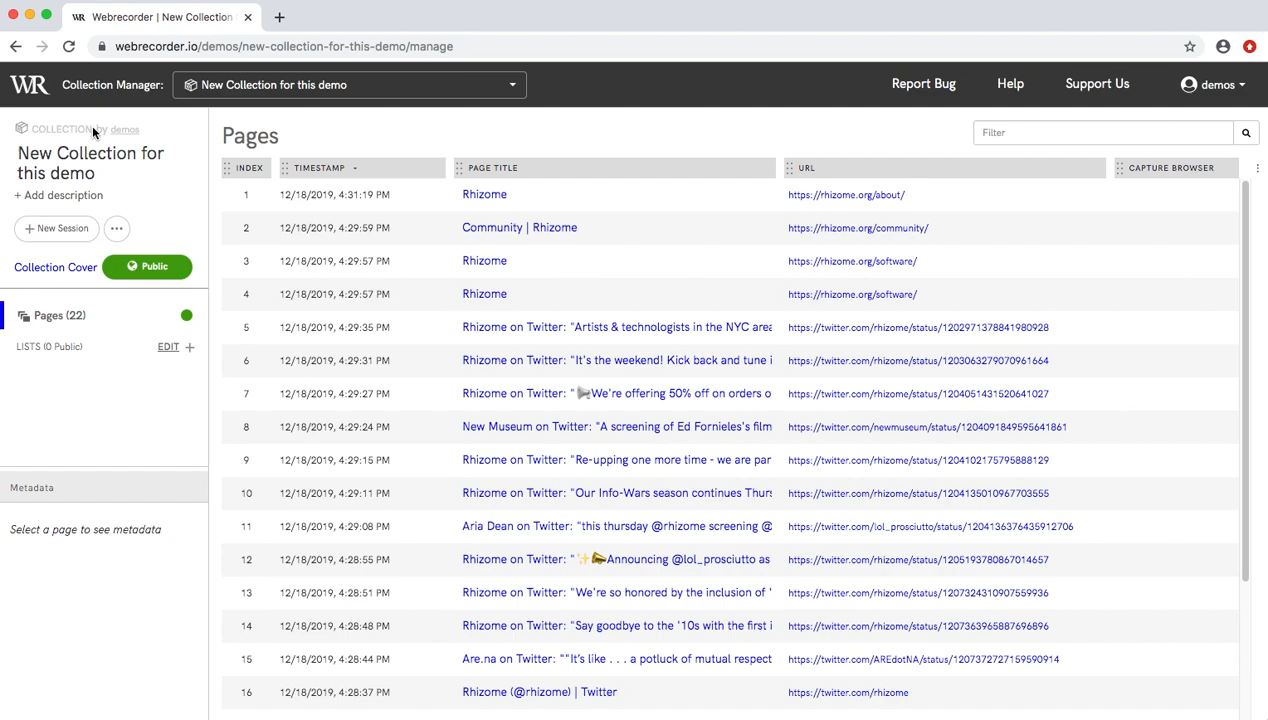 Webrecorder | New Collection
webrecorder.io/demos/new-collection-for-this-demo/manage
WR Collection Manager: New Collection for this demo Report Bug Help Support Us demos
COLLECTION by demos
New Collection for
this demo
+ Add description
+ New Session
Collection Cover Public
Pages (22)
LISTS (0 Public) EDIT +
Metadata
Select a page to see metadata
Pages Filter
INDEX TIMESTAMP PAGE TITLE URL CAPTURE BROWSER
1 12/18/2019, 4:31:19 PM Rhizome https://rhizome.org/about/
2 12/18/2019, 4:29:59 PM Community | Rhizome https://rhizome.org/community/
3 12/18/2019, 4:29:57 PM Rhizome https://rhizome.org/software/
4 12/18/2019, 4:29:57 PM Rhizome https://rhizome.org/software/
5 12/18/2019, 4:29:35 PM Rhizome on Twitter: "Artists & technologists in the NYC area https://twitter.com/rhizome/status/1202971378841980928
6 12/18/2019, 4:29:31 PM Rhizome on Twitter: "It's the weekend! Kick back and tune i https://twitter.com/rhizome/status/1203063279070961664
7 12/18/2019, 4:29:27 PM Rhizome on Twitter: "📢We're offering 50% off on orders o https://twitter.com/rhizome/status/1204051431520641027
8 12/18/2019, 4:29:24 PM New Museum on Twitter: "A screening of Ed Fornieles's film https://twitter.com/newmuseum/status/1204091849595641861
9 12/18/2019, 4:29:15 PM Rhizome on Twitter: "Re-upping one more time - we are par https://twitter.com/rhizome/status/1204102175795888129
10 12/18/2019, 4:29:11 PM Rhizome on Twitter: "Our Info-Wars season continues Thurs https://twitter.com/rhizome/status/1204135010967703555
11 12/18/2019, 4:29:08 PM Aria Dean on Twitter: "this thursday @rhizome screening @ https://twitter.com/lol_prosciutto/status/1204136376435912706
12 12/18/2019, 4:28:55 PM Rhizome on Twitter: "✨📣Announcing @lol_prosciutto as https://twitter.com/rhizome/status/1205193780867014657
13 12/18/2019, 4:28:51 PM Rhizome on Twitter: "We're so honored by the inclusion of ' https://twitter.com/rhizome/status/1207324310907559936
14 12/18/2019, 4:28:48 PM Rhizome on Twitter: "Say goodbye to the '10s with the first i https://twitter.com/rhizome/status/1207363965887696896
15 12/18/2019, 4:28:44 PM Are.na on Twitter: ""It's like . . . a potluck of mutual respect https://twitter.com/AREdotNA/status/1207372727159590914
16 12/18/2019, 4:28:37 PM Rhizome (@rhizome) | Twitter https://twitter.com/rhizome